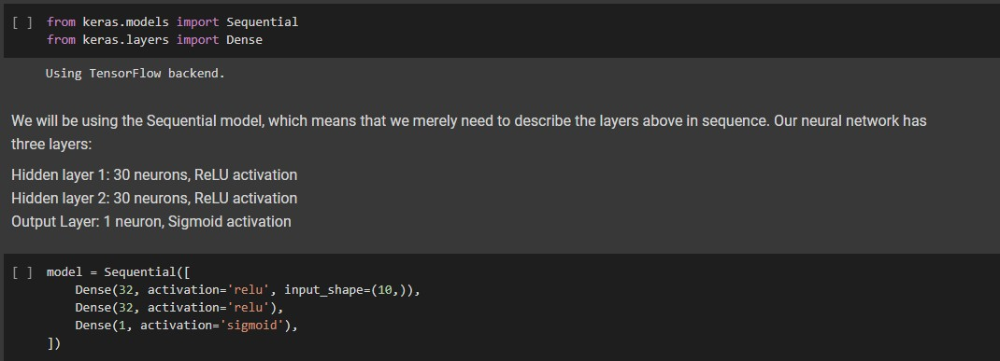 [ ] from keras.models import Sequential
from keras.layers import Dense
Using TensorFlow backend.
We will be using the Sequential model, which means that we merely need to describe the layers above in sequence. Our neural network has
three layers:
Hidden layer 1: 30 neurons, ReLU activation
Hidden layer 2: 30 neurons, ReLU activation
Output Layer: 1 neuron, Sigmoid activation
[ ] model = Sequential([
    Dense(32, activation='relu', input_shape=(10,)),
    Dense(32, activation='relu'),
    Dense(1, activation='sigmoid'),
])